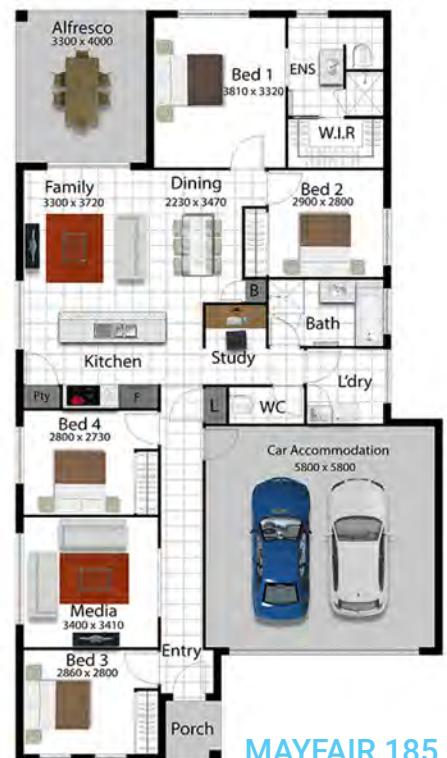 Alfresco
3300 x 4000
Bed 1
3810 x 3320
ENS
W.I.R
Family
3300 x 3720
Dining
2230 x 3470
Bed 2
2900 x 2800
B
Bath
Kitchen
Study
L'dry
Pty
F
L
WC
Bed 4
2800 x 2730
Car Accommodation
5800 x 5800
Media
3400 x 3410
Entry
Bed 3
2860 x 2800
Porch
MAYFAIR 185